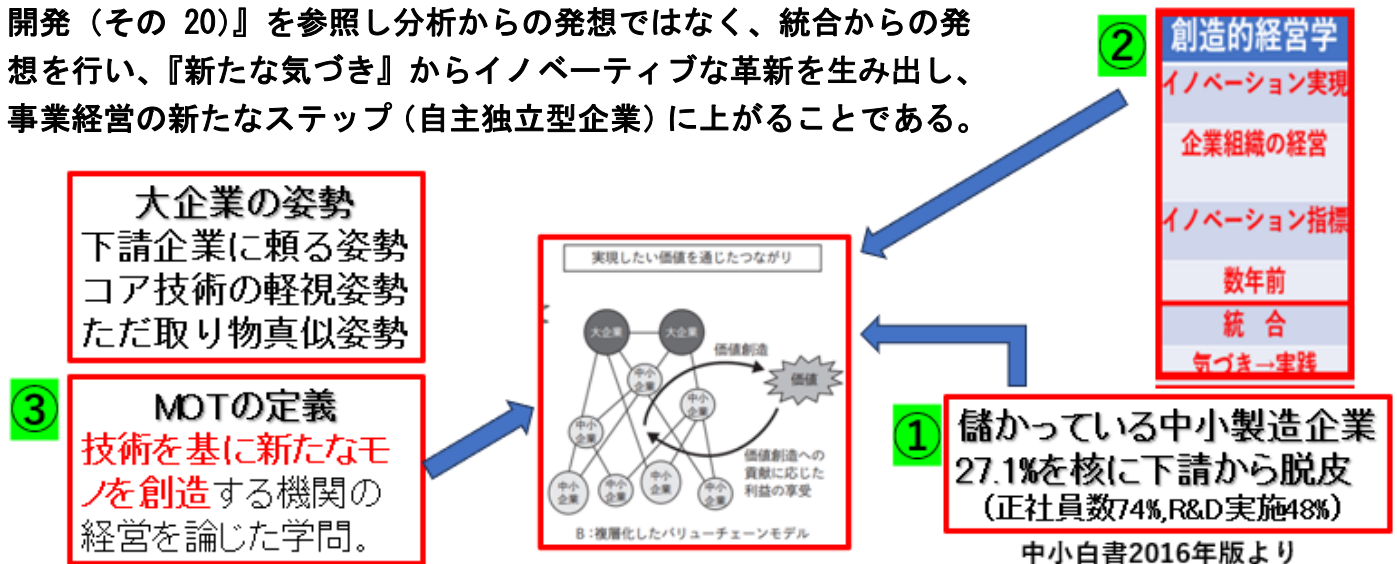 開発（その 20)』を参照し分析からの発想ではなく、統合からの発
想を行い、『新たな気づき』からイノベーティブな革新を生み出し、
事業経営の新たなステップ（自主独立型企業）に上がることである。
②
創造的経営学
イノベーション実現
企業組織の経営
イノベーション指標
数年前
統 合
気づき→実践
大企業の姿勢
下請企業に頼る姿勢
コア技術の軽視姿勢
ただ取り物真似姿勢
③
MOTの定義
技術を基に新たなモ
ノを創造する機関の
経営を論じた学問。
実現したい価値を通じたつながり
大企業
大企業
価値創造
価値
中小
企業
中小
企業
中小
企業
価値創造への
貢献に応じた
利益の享受
中小
企業
中小
企業
中小
企業
中小
企業
B：複層化したバリューチェーンモデル
①
儲かっている中小製造企業
27.1%を核に下請から脱皮
（正社員数74%,R&D実施48%）
中小白書2016年版より